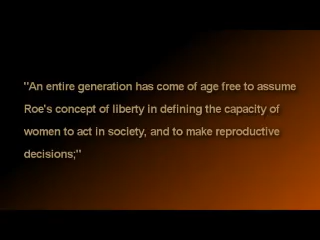 "An entire generation has come of age free to assume
Roe's concept of liberty in defining the capacity of
women to act in society, and to make reproductive
decisions;"